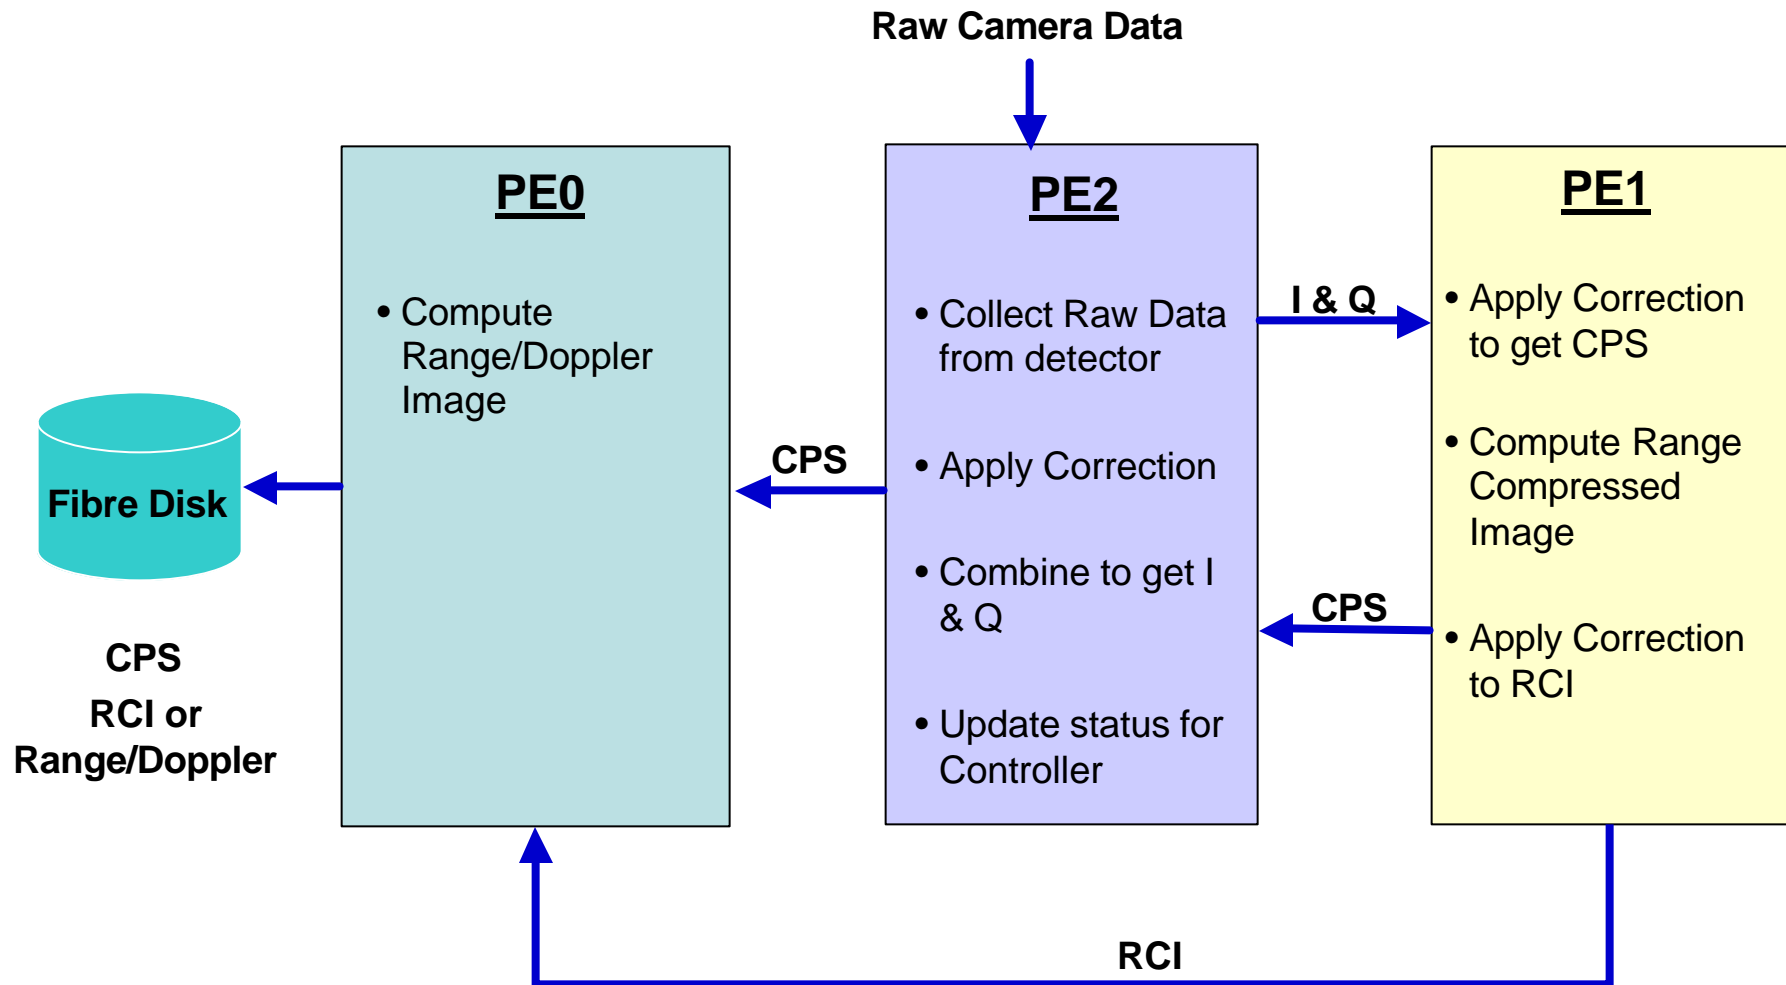 Raw Camera Data
PE0
• Compute
Range/Doppler
Image
PE2
• Collect Raw Data
from detector
• Apply Correction
• Combine to get I
& Q
• Update status for
Controller
PE1
• Apply Correction
to get CPS
• Compute Range
Compressed
Image
• Apply Correction
to RCI
I & Q
CPS
CPS
Fibre Disk
CPS
RCI or
Range/Doppler
RCI